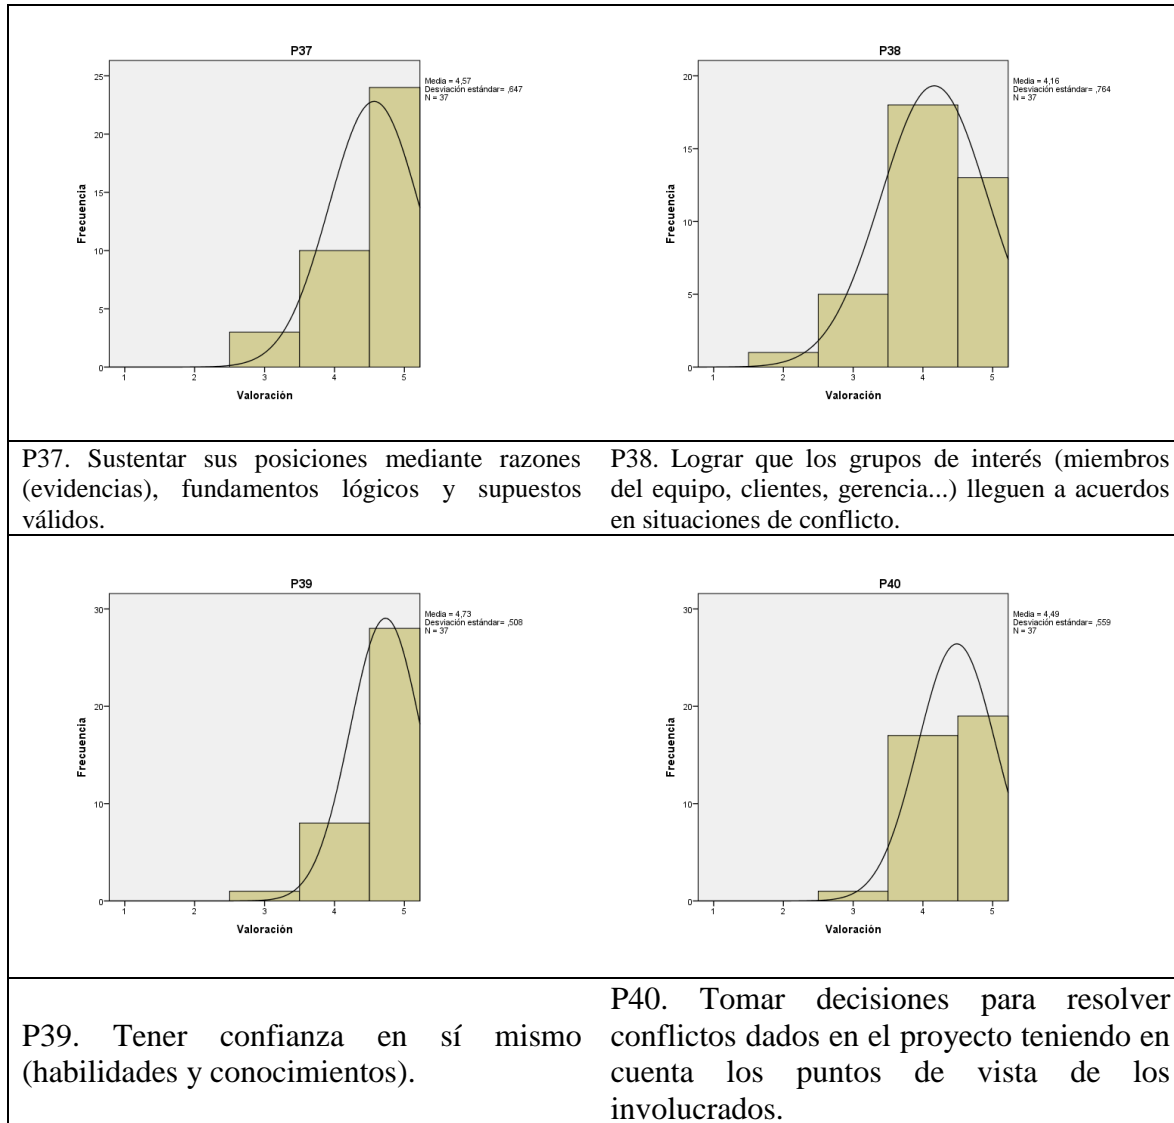 P37
Media = 4,57
Desviación estándar= ,647
N = 37
25
20
15
10
5
0
Frecuencia
1 2 3 4 5
Valoración
P38
Media = 4,16
Desviación estándar= ,764
N = 37
20
15
10
5
0
Frecuencia
1 2 3 4 5
Valoración
P37. Sustentar sus posiciones mediante razones
(evidencias), fundamentos lógicos y supuestos
válidos.
P38. Lograr que los grupos de interés (miembros
del equipo, clientes, gerencia...) lleguen a acuerdos
en situaciones de conflicto.
P39
Media = 4,73
Desviación estándar= ,508
N = 37
30
20
10
0
Frecuencia
1 2 3 4 5
Valoración
P40
Media = 4,49
Desviación estándar= ,559
N = 37
30
20
10
0
Frecuencia
1 2 3 4 5
Valoración
P39. Tener confianza en sí mismo
(habilidades y conocimientos).
P40. Tomar decisiones para resolver
conflictos dados en el proyecto teniendo en
cuenta los puntos de vista de los
involucrados.